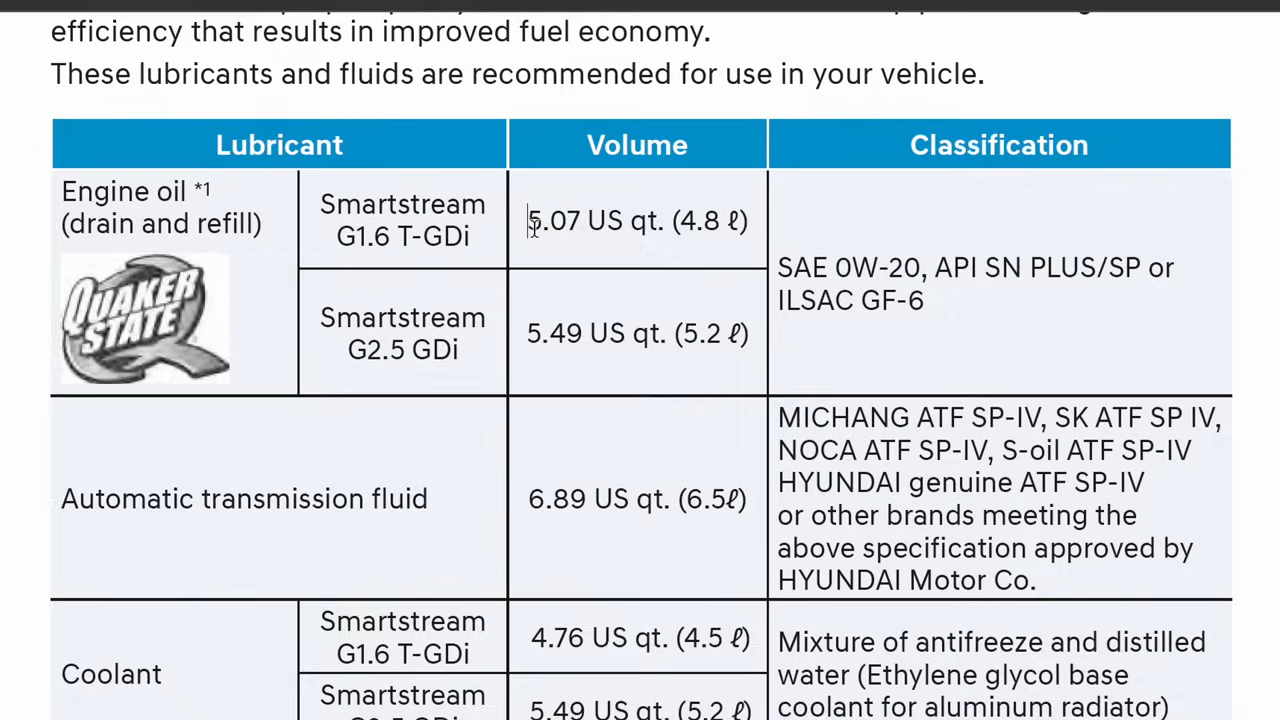 efficiency that results in improved fuel economy.
These lubricants and fluids are recommended for use in your vehicle.
Lubricant Volume Classification
Engine oil *1
(drain and refill)
QUAKER
STATE
Smartstream
G1.6 T-GDi
5.07 US qt. (4.8 ℓ)
Smartstream
G2.5 GDi
5.49 US qt. (5.2 ℓ)
SAE 0W-20, API SN PLUS/SP or
ILSAC GF-6
Automatic transmission fluid
6.89 US qt. (6.5ℓ)
MICHANG ATF SP-IV, SK ATF SP IV,
NOCA ATF SP-IV, S-oil ATF SP-IV
HYUNDAI genuine ATF SP-IV
or other brands meeting the
above specification approved by
HYUNDAI Motor Co.
Coolant
Smartstream
G1.6 T-GDi
4.76 US qt. (4.5 ℓ)
Smartstream
5.49 US qt. (5.2 ℓ)
Mixture of antifreeze and distilled
water (Ethylene glycol base
coolant for aluminum radiator)